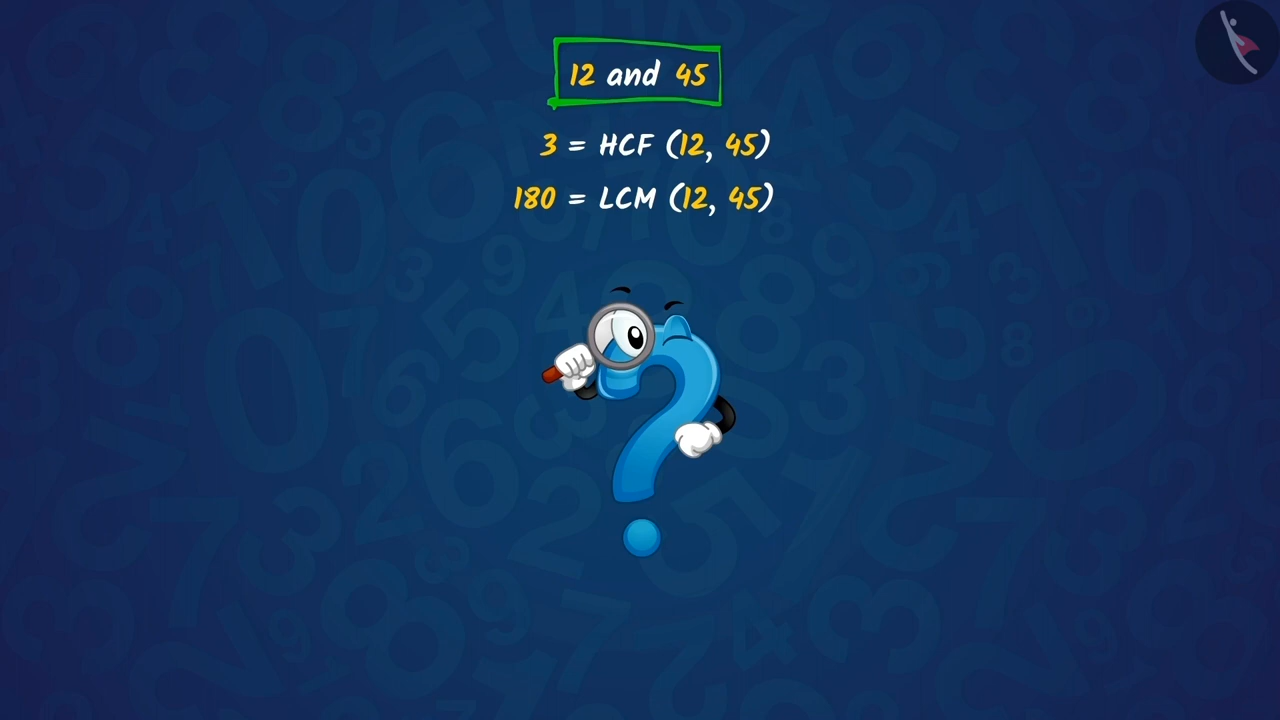 12 and 45
3 = HCF (12, 45)
180 = LCM (12, 45)